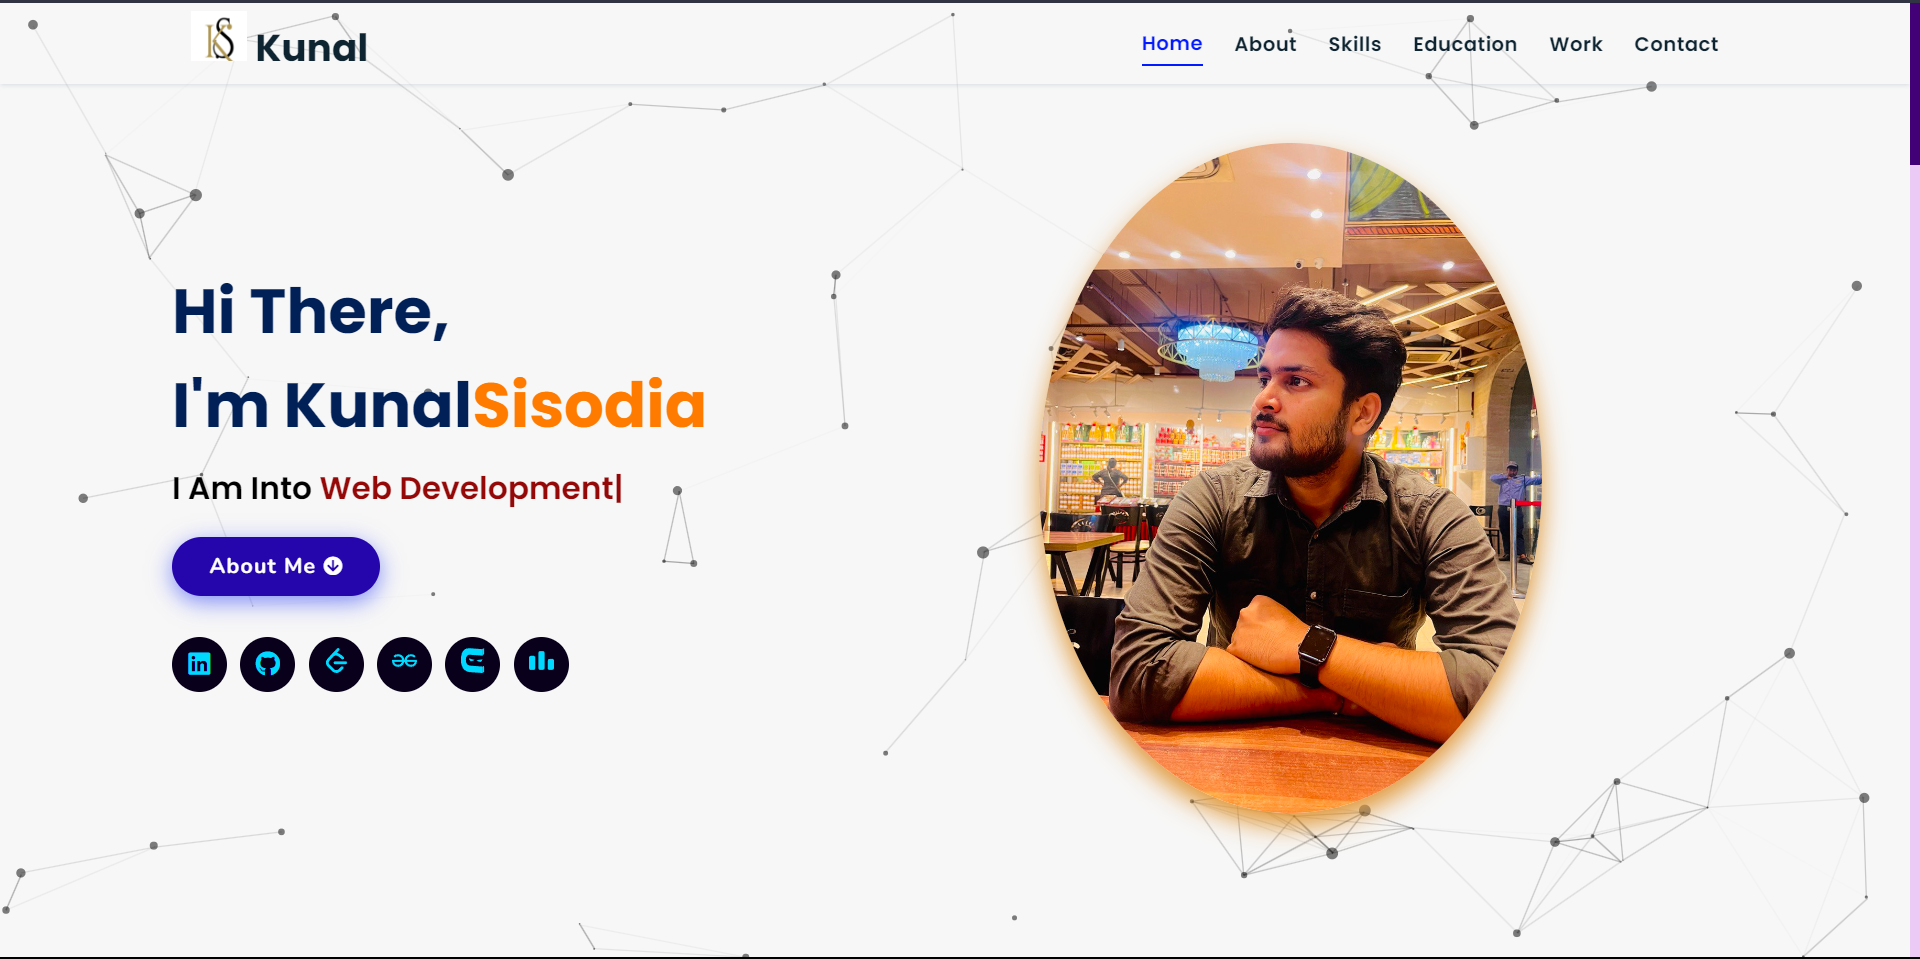 KS Kunal
Home About Skills Education Work Contact
Hi There,
I'm KunalSisodia
I Am Into Web Development|
About Me